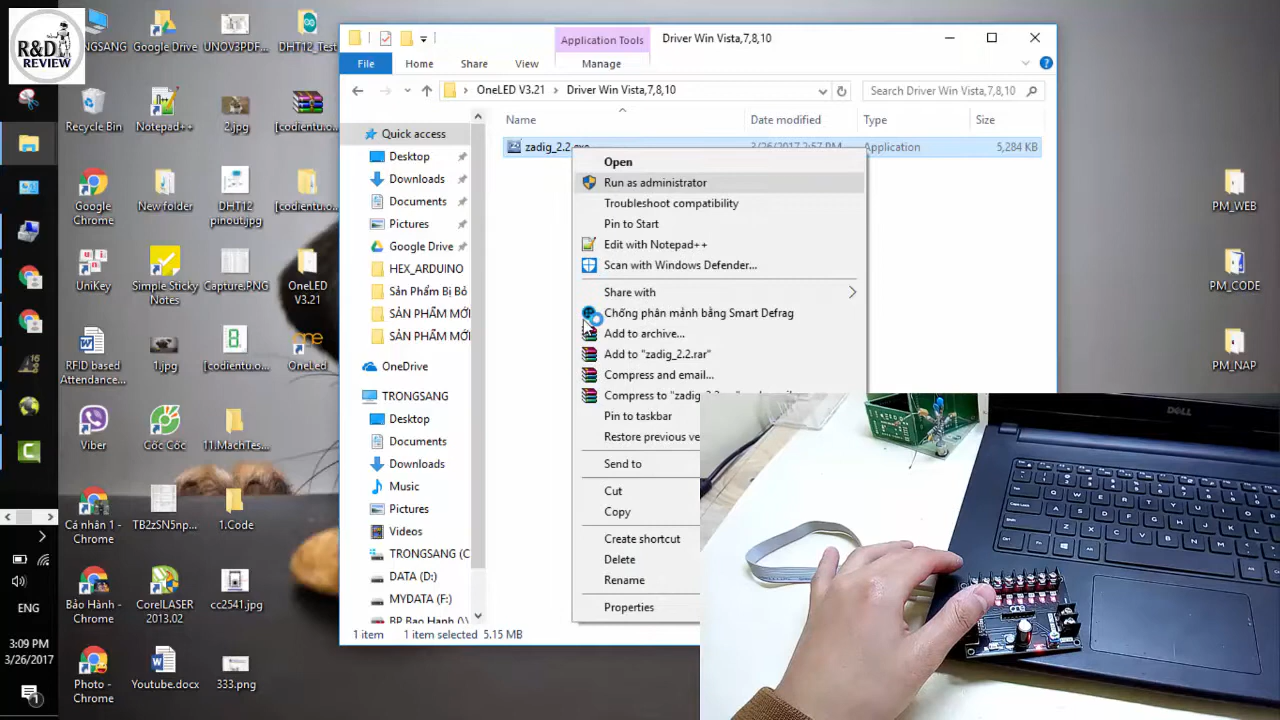 R&D
REVIEW
TRONGSANG
Google Drive
UNOV3PDF...
DHT12_Test
Recycle Bin
Notepad++
2.jpg
[codientu.o...
Google
Chrome
New folder
DHT12
pinout.jpg
[codientu.o...
UniKey
Simple Sticky
Notes
Capture.PNG
OneLED
V3.21
RFID based
Attendance...
1.jpg
[codientu.o...
one
OneLed
Viber
Cốc Cốc
11.MachTes...
Cá nhân 1 -
Chrome
TB2zSN5np...
1.Code
Bảo Hành -
Chrome
CorelLASER
2013.02
cc2541.jpg
Photo -
Chrome
Youtube.docx
333.png
ENG
3:09 PM
3/26/2017
1
Application Tools
Driver Win Vista,7,8,10
File
Home
Share
View
Manage
OneLED V3.21
Driver Win Vista,7,8,10
Search Driver Win Vista,7,8,10
Name
Date modified
Type
Size
zadig_2.2.exe
3/26/2017 2:57 PM
Application
5,284 KB
Quick access
Desktop
Downloads
Documents
Pictures
Google Drive
HEX_ARDUINO
Sản Phẩm Bị Bỏ
SẢN PHẨM MỚI
SẢN PHẨM MỚI
OneDrive
TRONGSANG
Desktop
Documents
Downloads
Music
Pictures
Videos
TRONGSANG (C
DATA (D:)
MYDATA (F:)
BP Bao Hanh (\
1 item
1 item selected 5.15 MB
Open
Run as administrator
Troubleshoot compatibility
Pin to Start
Edit with Notepad++
Scan with Windows Defender...
Share with
Chống phân mảnh bằng Smart Defrag
Add to archive...
Add to "zadig_2.2.rar"
Compress and email...
Compress to "zadig_2.2.rar" and email
Pin to taskbar
Restore previous ve
Send to
Cut
Copy
Create shortcut
Delete
Rename
Properties
PM_WEB
PM_CODE
PM_NAP
DELL